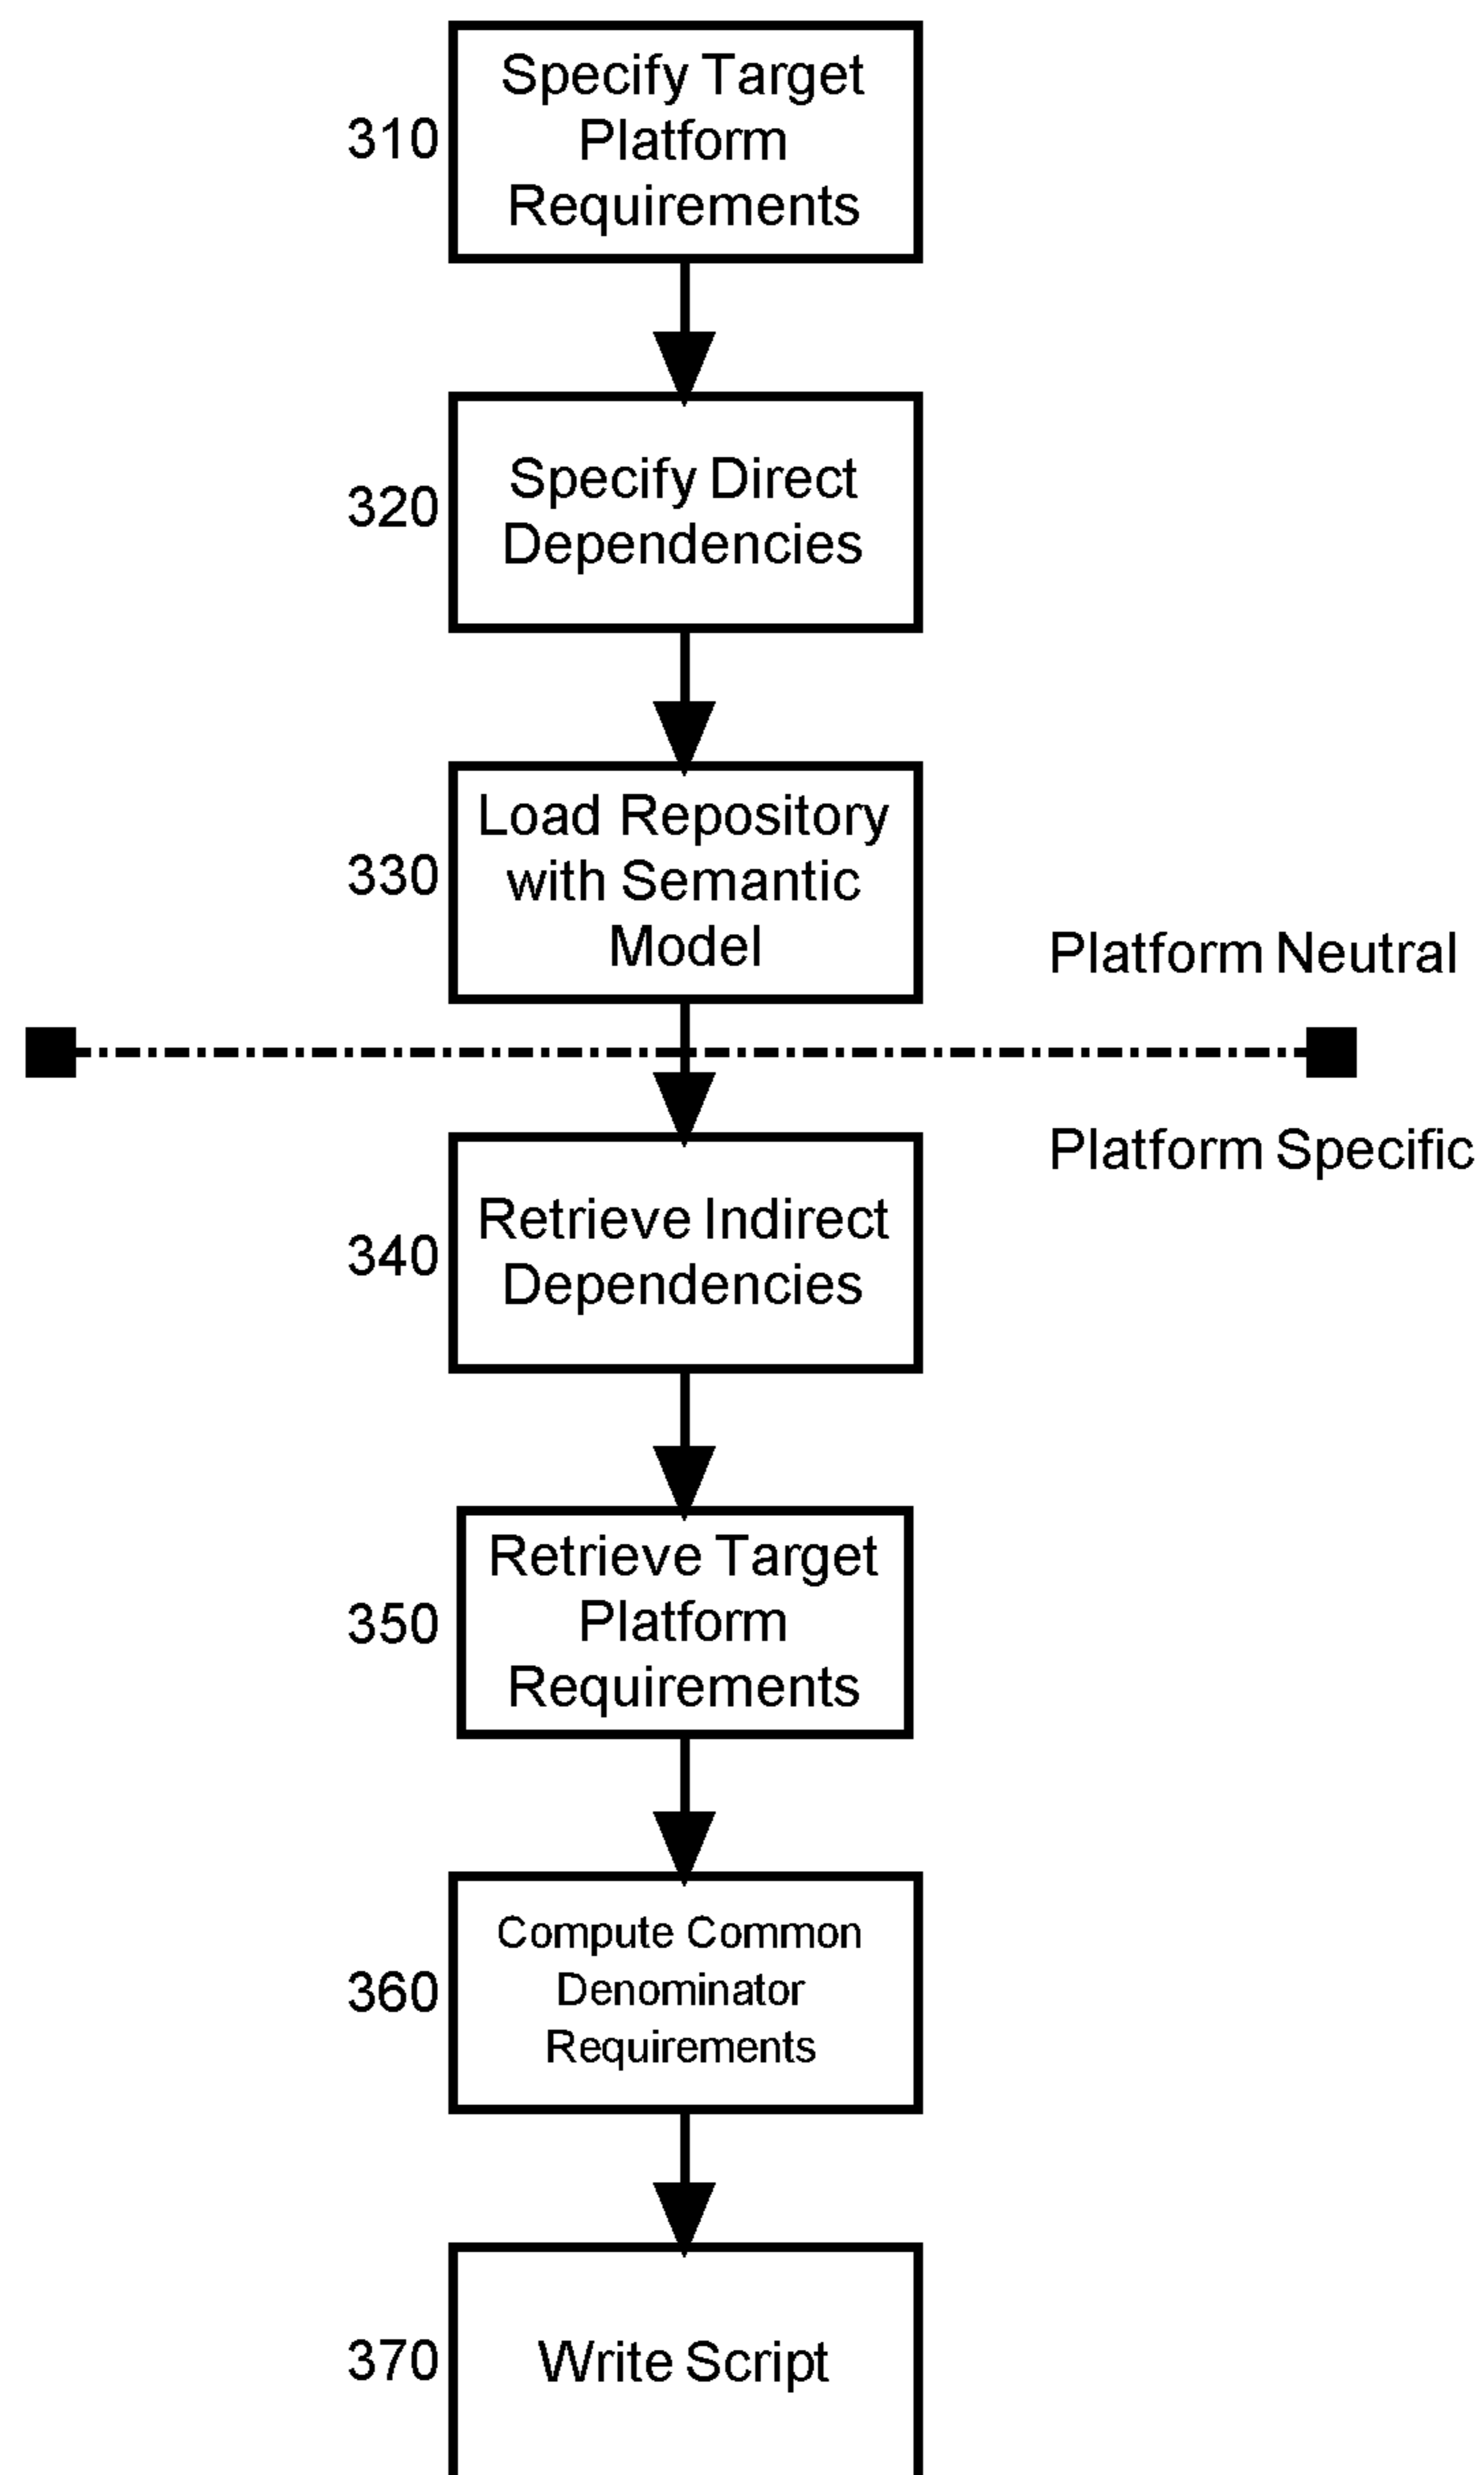 Specify Target
Platform
Requirements
310
Specify Direct
Dependencies
320
Load Repository
with Semantic
Model
330
Platform Neutral
Platform Specific
Retrieve Indirect
Dependencies
340
Retrieve Target
Platform
Requirements
350
Compute Common
Denominator
Requirements
360
Write Script
370